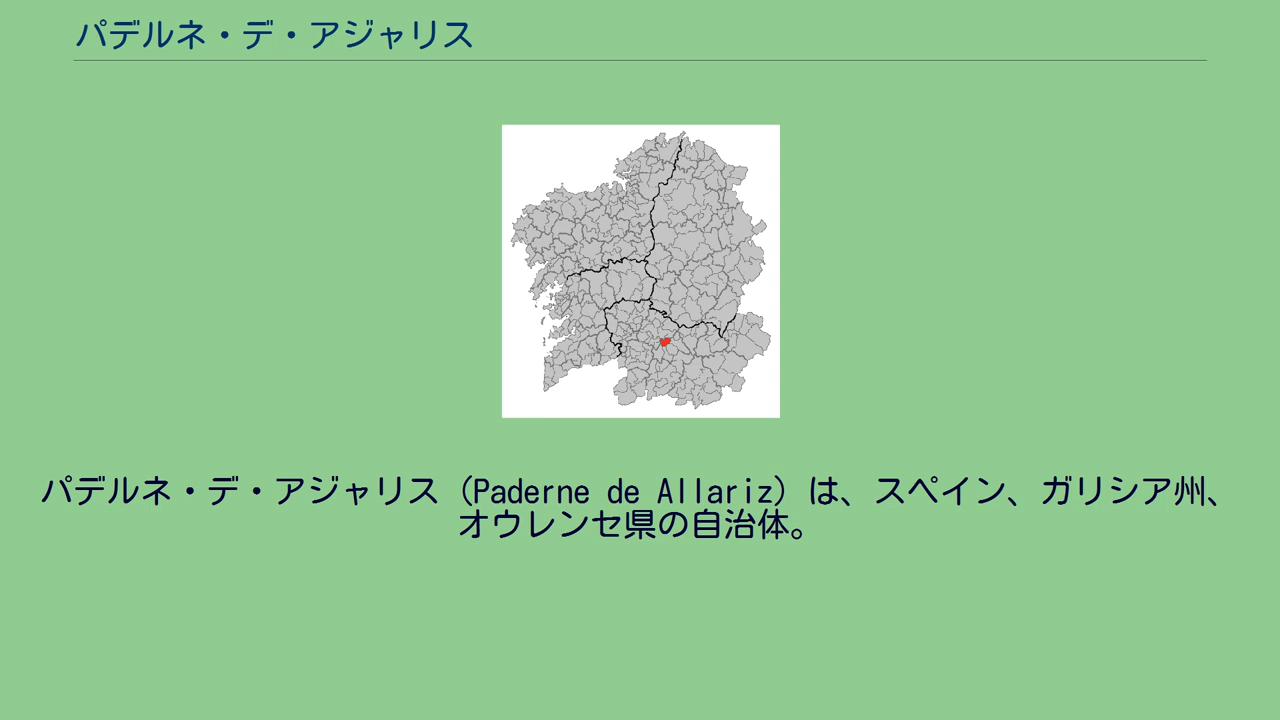 パデルネ・デ・アジャリス
パデルネ・デ・アジャリス（Paderne de Allariz）は、スペイン、ガリシア州、
オウレンセ県の自治体。